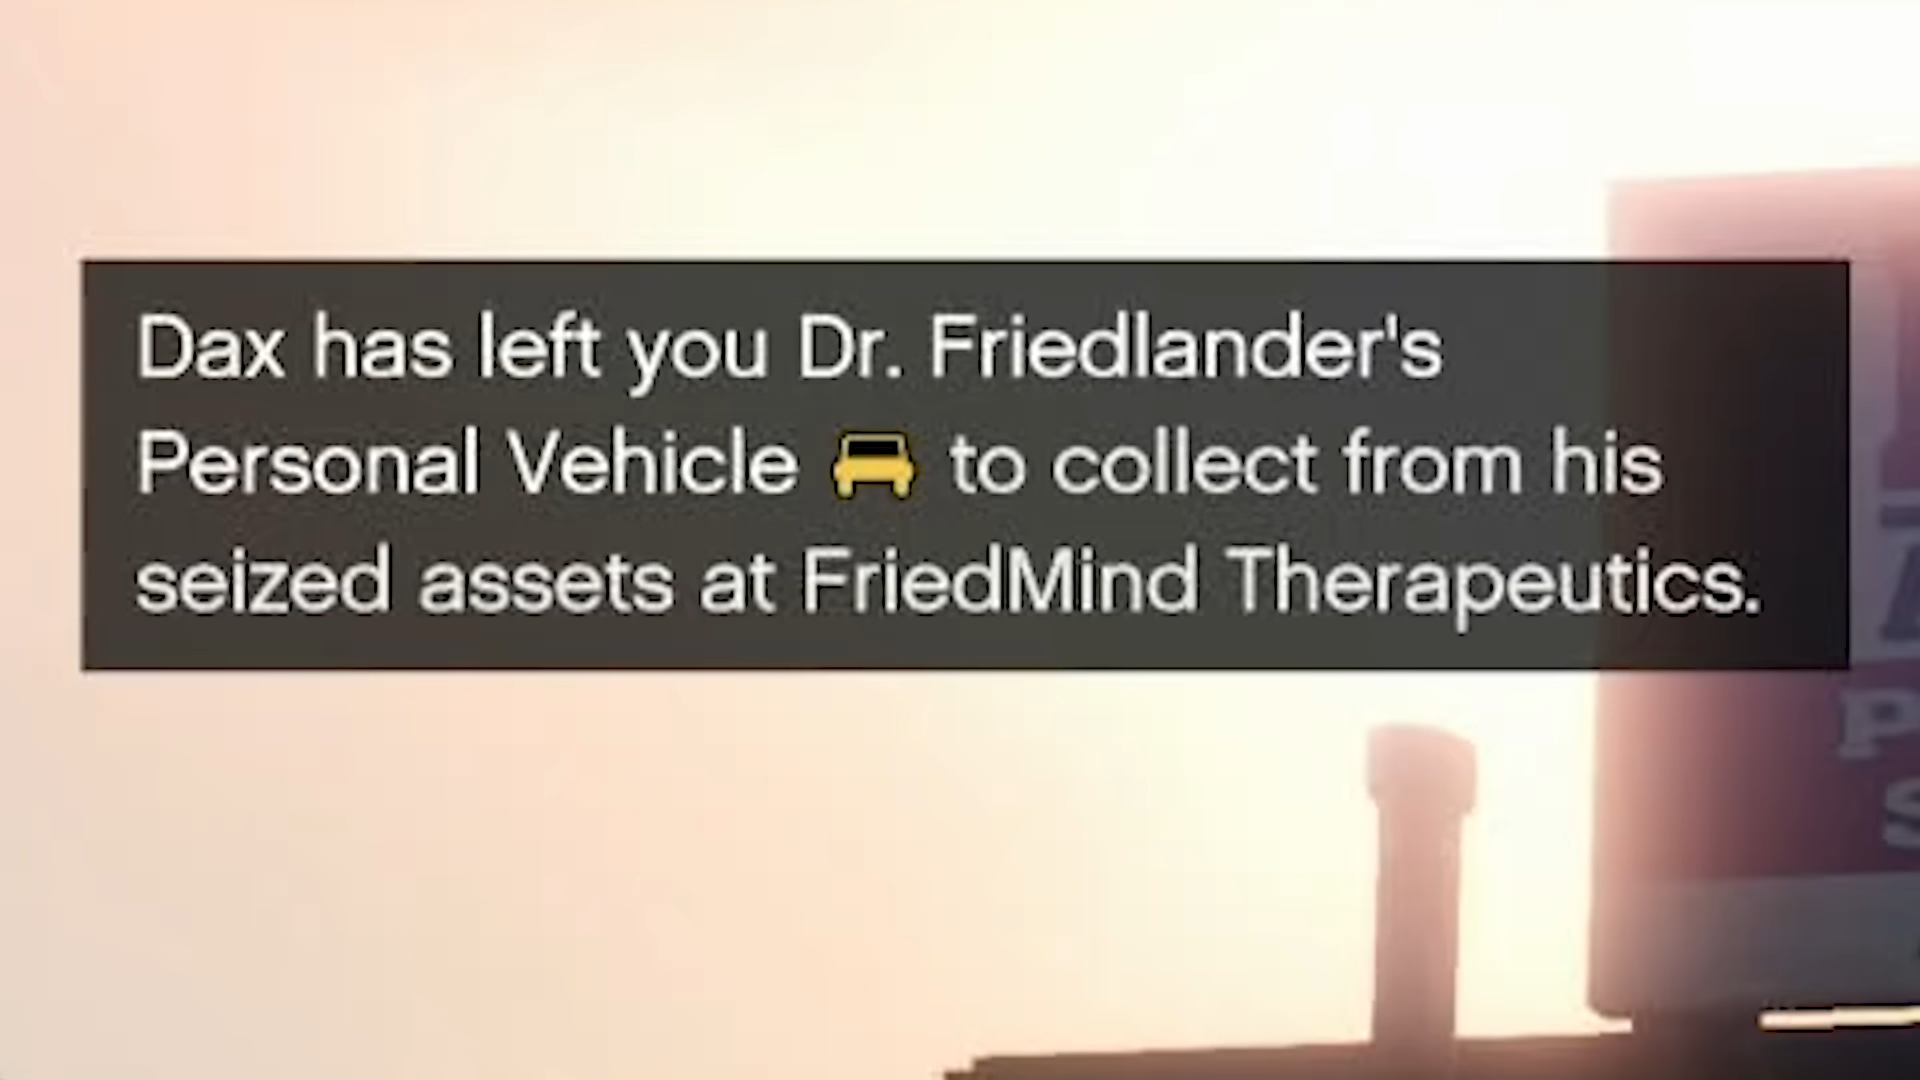 Dax has left you Dr. Friedlander's
Personal Vehicle to collect from his
seized assets at FriedMind Therapeutics.